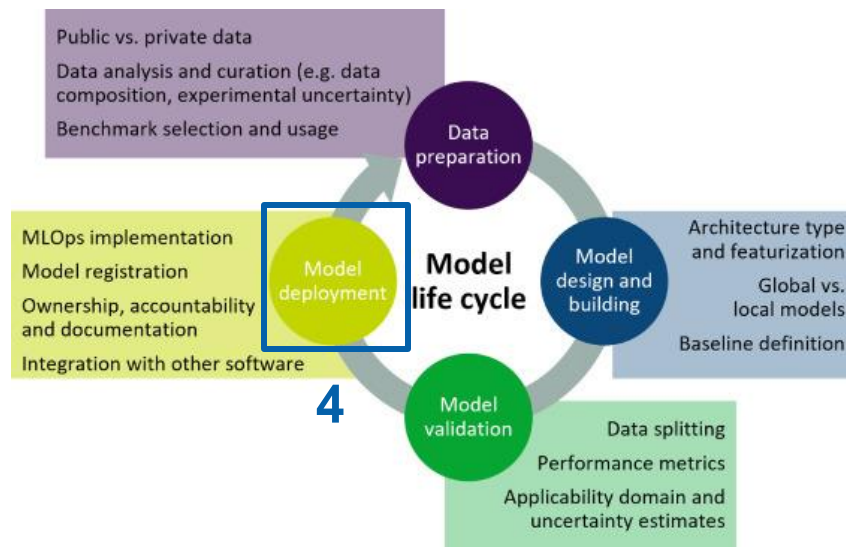 Public vs. private data
Data analysis and curation (e.g. data
composition, experimental uncertainty)
Benchmark selection and usage
Data
preparation
MLOps implementation
Model registration
Ownership, accountability
and documentation
Integration with other software
Model
deployment
Model
life cycle
Model
design and
building
Architecture type
and featurization
Global vs.
local models
Baseline definition
4
Model
validation
Data splitting
Performance metrics
Applicability domain and
uncertainty estimates